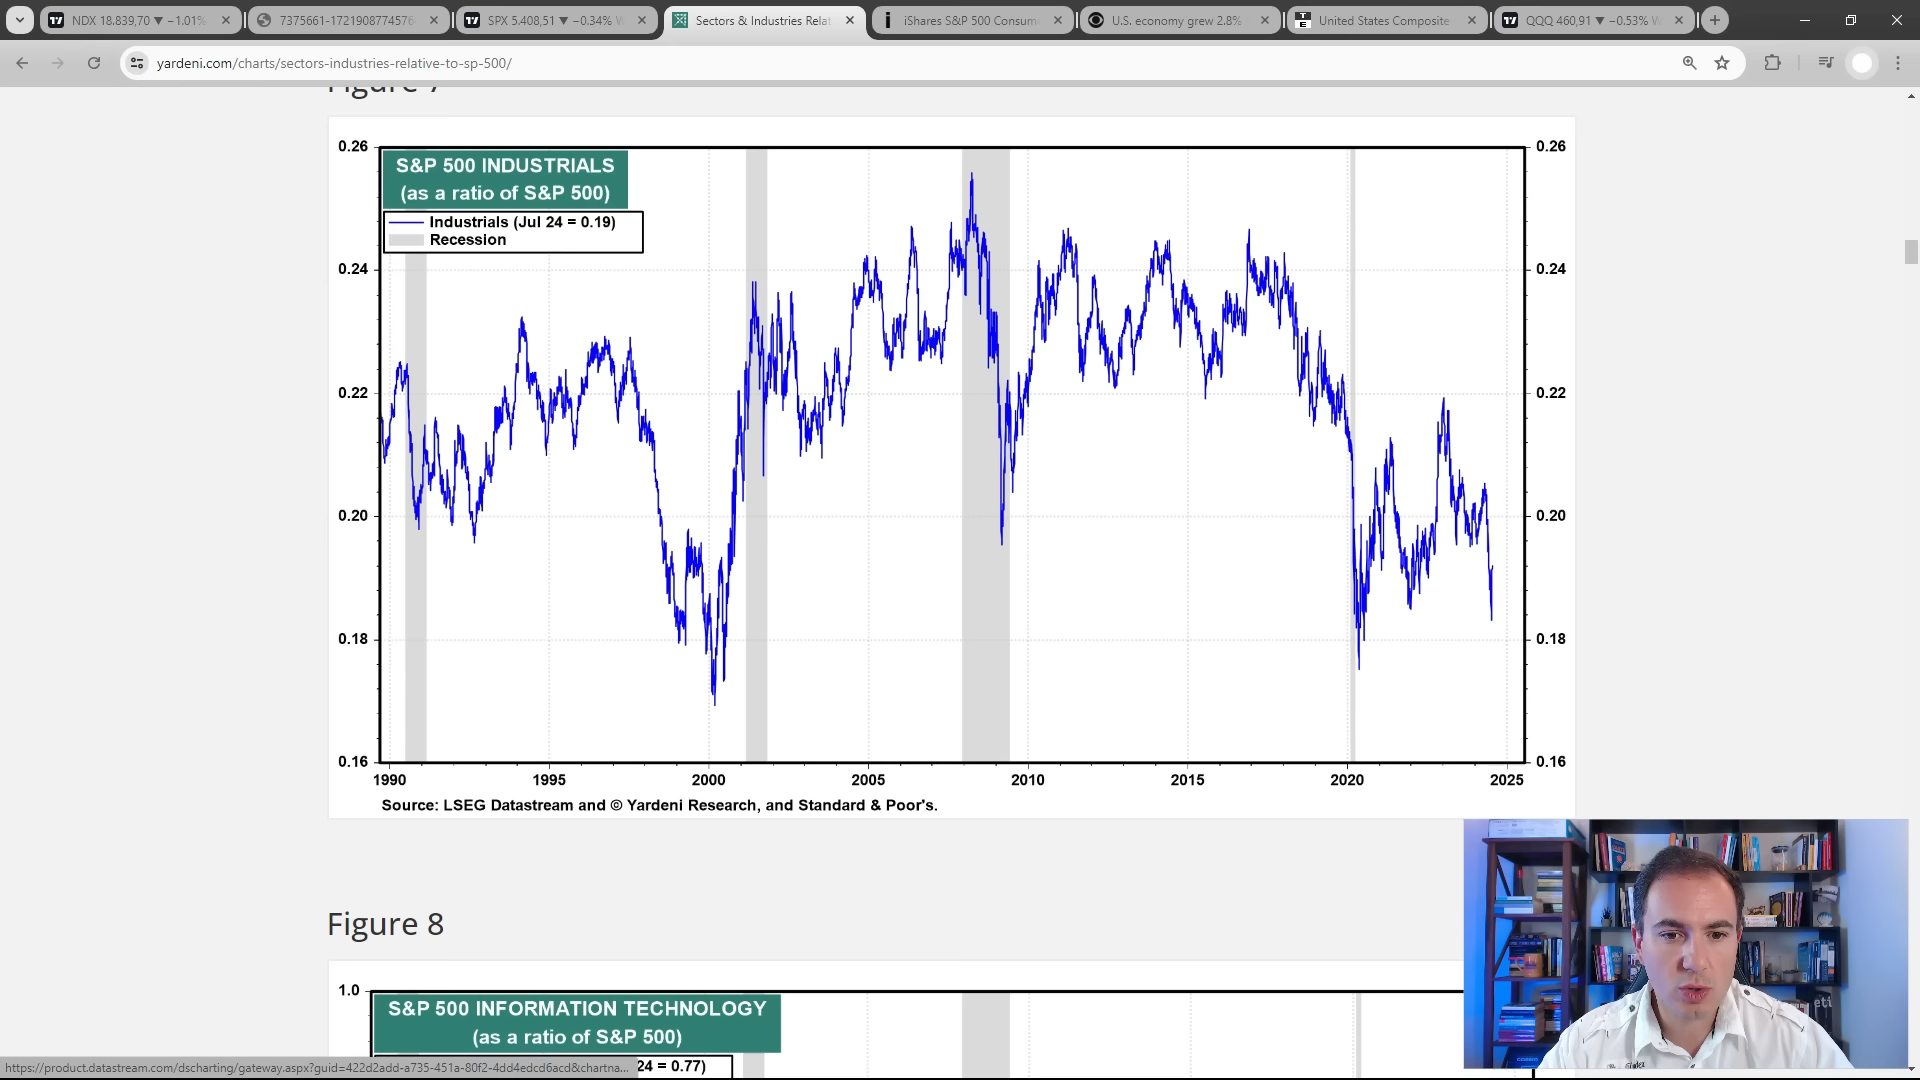 NDX 18.839,70 ▼ −1.01%
7375661-1721908774576
SPX 5.408,51 ▼ −0.34%
Sectors & Industries Relat
iShares S&P 500 Consum
U.S. economy grew 2.8%
United States Composite
QQQ 460,91 ▼ −0.53%
yardeni.com/charts/sectors-industries-relative-to-sp-500/
Figure 7
S&P 500 INDUSTRIALS
(as a ratio of S&P 500)
Industrials (Jul 24 = 0.19)
Recession
0.26 0.26
0.24 0.24
0.22 0.22
0.20 0.20
0.18 0.18
0.16 0.16
1990 1995 2000 2005 2010 2015 2020 2025
Source: LSEG Datastream and © Yardeni Research, and Standard & Poor's.
Figure 8
1.0
S&P 500 INFORMATION TECHNOLOGY
(as a ratio of S&P 500)
24 = 0.77)
https://product.datastream.com/dscharting/gateway.aspx?guid=422d2add-a735-451a-80f2-4dd4edcd6acd&chartna...